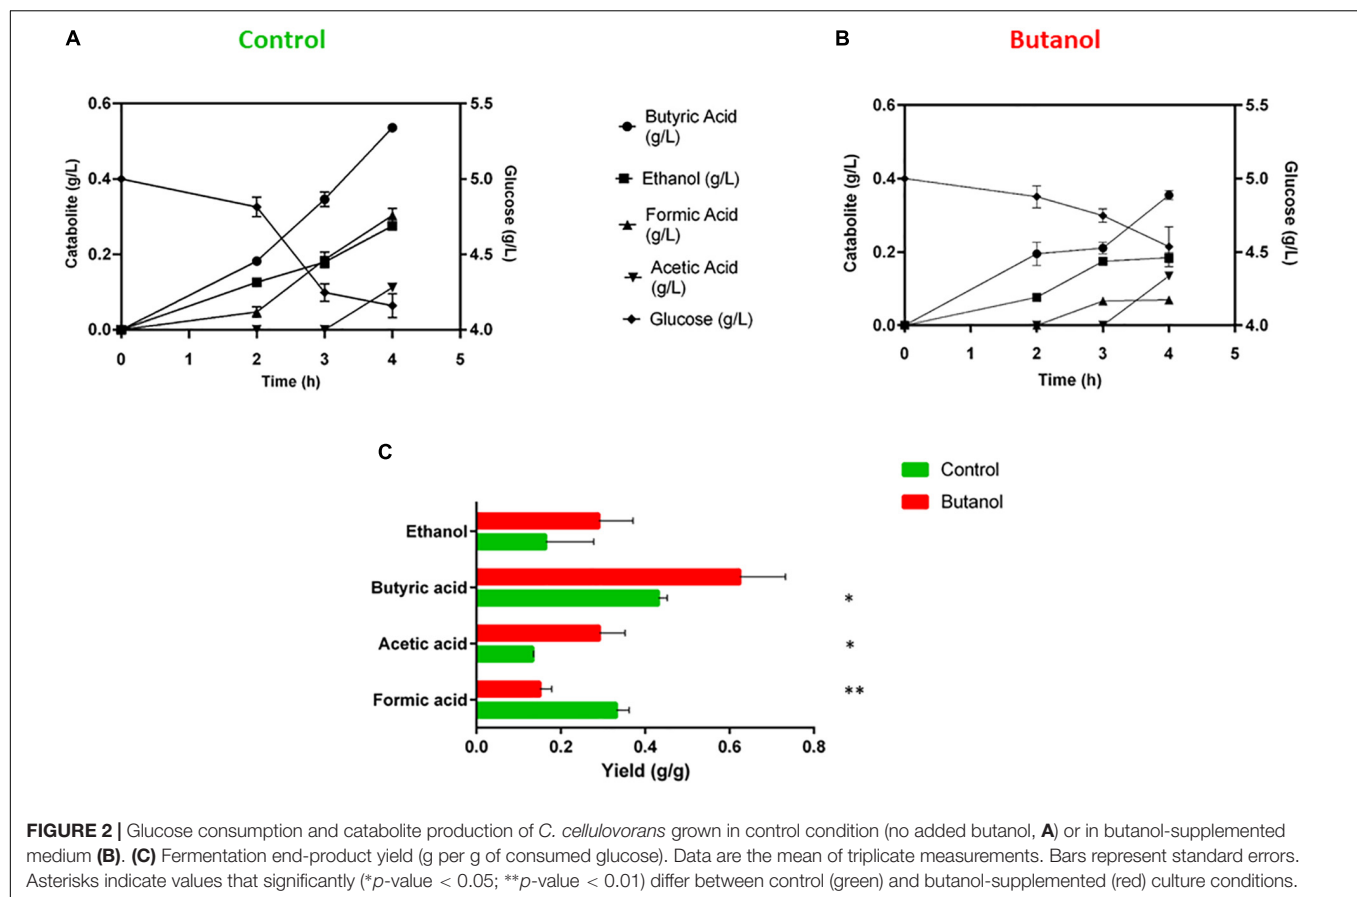 A
Control
0.6
0.4
0.2
0.0
Catabolite (g/L)
5.5
5.0
4.5
4.0
Glucose (g/L)
0
1
2
3
4
5
Time (h)
Butyric Acid
(g/L)
Ethanol (g/L)
Formic Acid
(g/L)
Acetic Acid
(g/L)
Glucose (g/L)
B
Butanol
0.6
0.4
0.2
0.0
Catabolite (g/L)
5.5
5.0
4.5
4.0
Glucose (g/L)
0
1
2
3
4
5
Time (h)
C
Control
Butanol
Ethanol
Butyric acid
*
Acetic acid
*
Formic acid
**
0.0
0.2
0.4
0.6
0.8
Yield (g/g)
FIGURE 2 | Glucose consumption and catabolite production of C. cellulovorans grown in control condition (no added butanol, A) or in butanol-supplemented
medium (B). (C) Fermentation end-product yield (g per g of consumed glucose). Data are the mean of triplicate measurements. Bars represent standard errors.
Asterisks indicate values that significantly (*p-value < 0.05; **p-value < 0.01) differ between control (green) and butanol-supplemented (red) culture conditions.